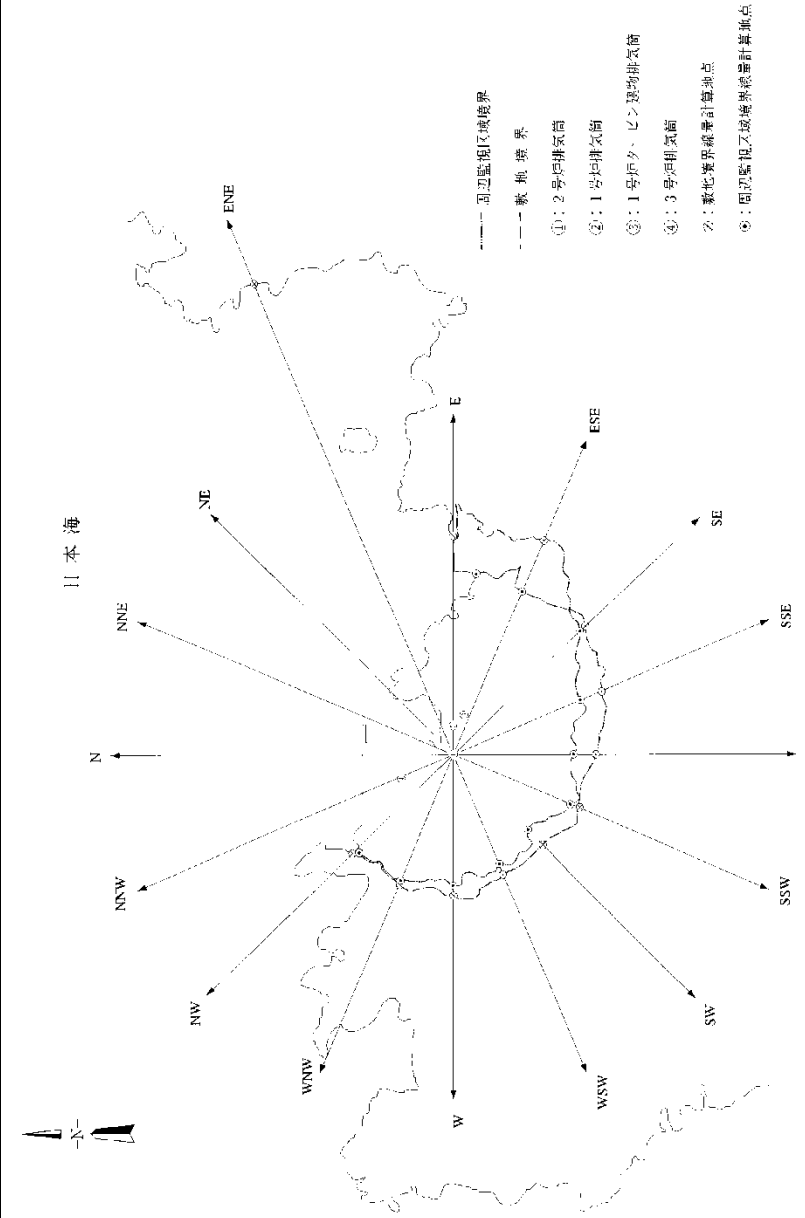 日本海
N
NNE
NE
ENE
E
ESE
SE
SSE
SSW
SW
WSW
W
WNW
NW
NNW
N
周辺監視区域境界
敷地境界
①:2号炉排気筒
②:1号炉排気筒
③:1号炉タービン建物排気筒
④:3号炉排気筒
敷地境界線量計算地点
周辺監視区域境界線量計算地点